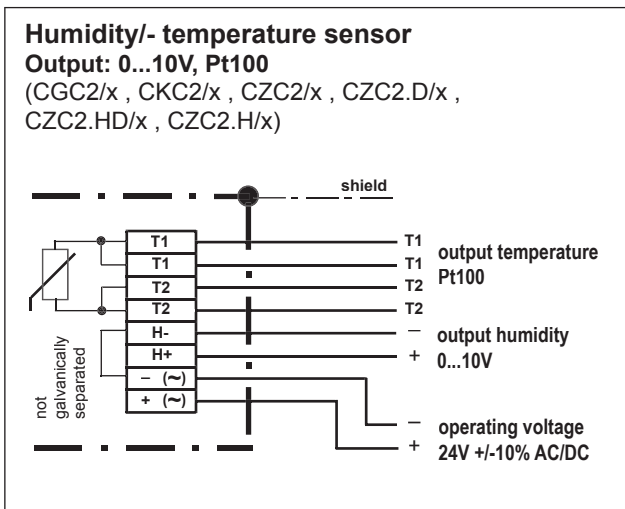 Humidity/- temperature sensor
Output: 0...10V, Pt100
(CGC2/x , CKC2/x , CZC2/x , CZC2.D/x ,
CZC2.HD/x , CZC2.H/x)
shield
T1 T1
T1 T1
T2 T2
T2 T2
output temperature
Pt100
H- –
H+ +
output humidity
0...10V
– (~)
+ (~)
not
galvanically
separated
– operating voltage
+ 24V +/-10% AC/DC